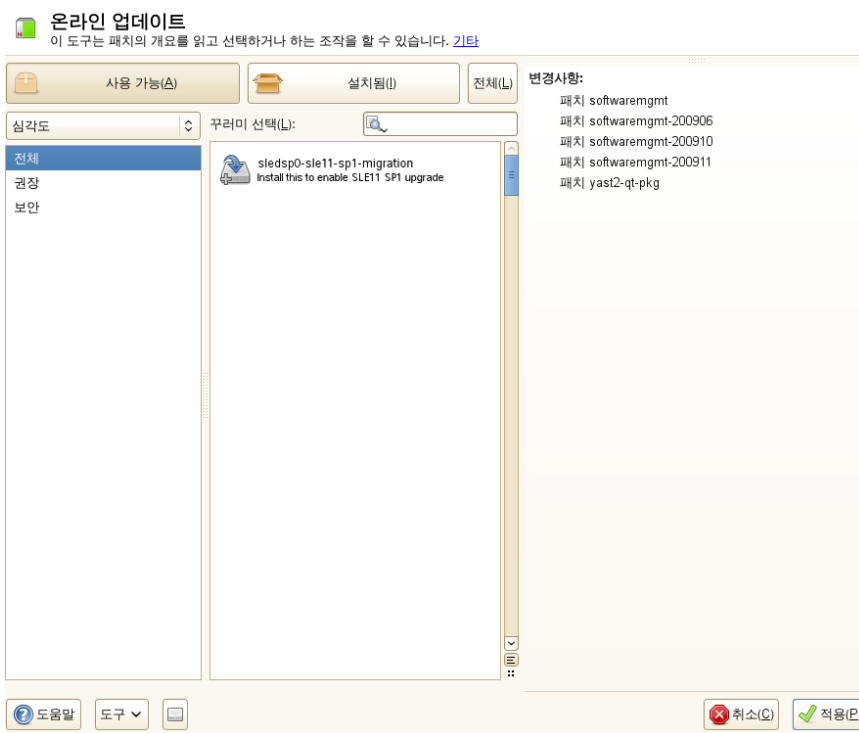 온라인 업데이트
이 도구는 패치의 개요를 읽고 선택하거나 하는 조작을 할 수 있습니다. 기타
사용 가능(A)
설치됨(I)
전체(L)
심각도
꾸러미 선택(L):
전체
권장
보안
sledsp0-sle11-sp1-migration
Install this to enable SLE11 SP1 upgrade
변경사항:
패치 softwaremgmt
패치 softwaremgmt-200906
패치 softwaremgmt-200910
패치 softwaremgmt-200911
패치 yast2-qt-pkg
도움말
도구
취소(C)
적용(P